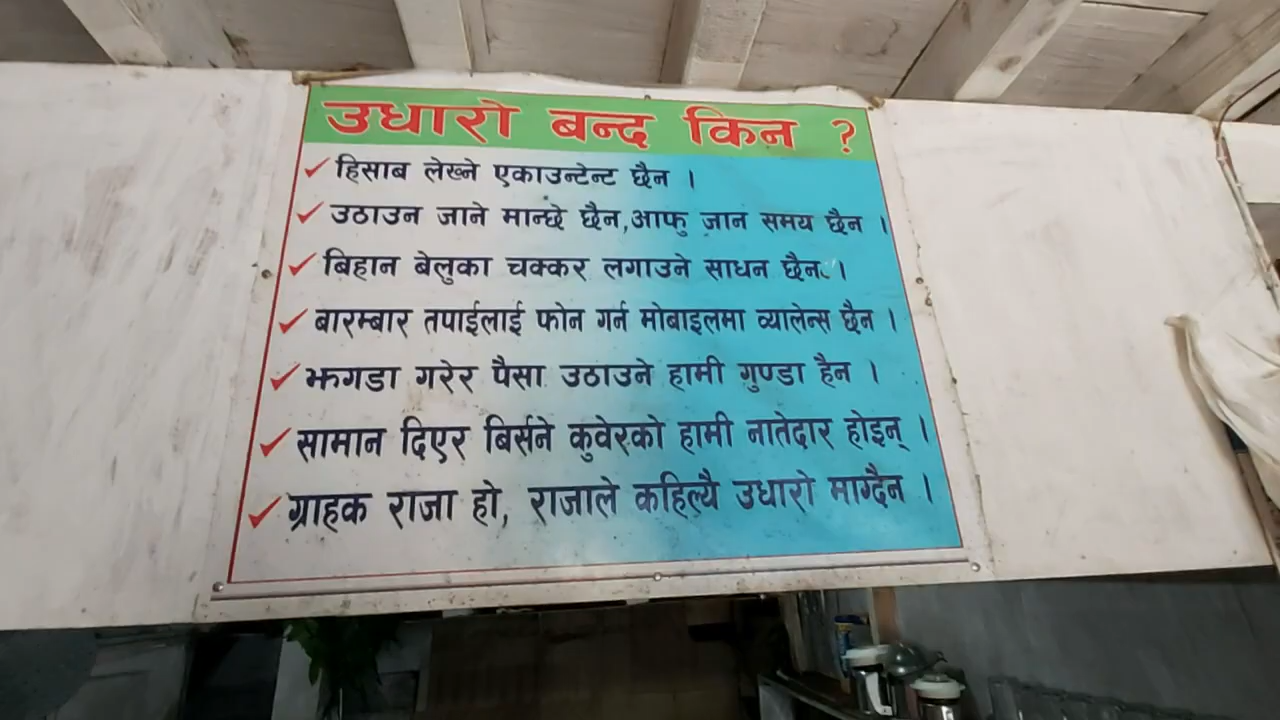 उधारो बन्द किन ?
हिसाब लेख्ने एकाउन्टेन्ट छैन ।
उठाउन जाने मान्छे छैन,आफु जान समय छैन ।
बिहान बेलुका चक्कर लगाउने साधन छैन ।
बारम्बार तपाईलाई फोन गर्न मोबाइलमा ब्यालेन्स छैन ।
झगडा गरेर पैसा उठाउने हामी गुण्डा हैन ।
सामान दिएर बिर्सने कुवेरको हामी नातेदार होइन् ।
ग्राहक राजा हो, राजाले कहिल्यै उधारो माग्दैन ।